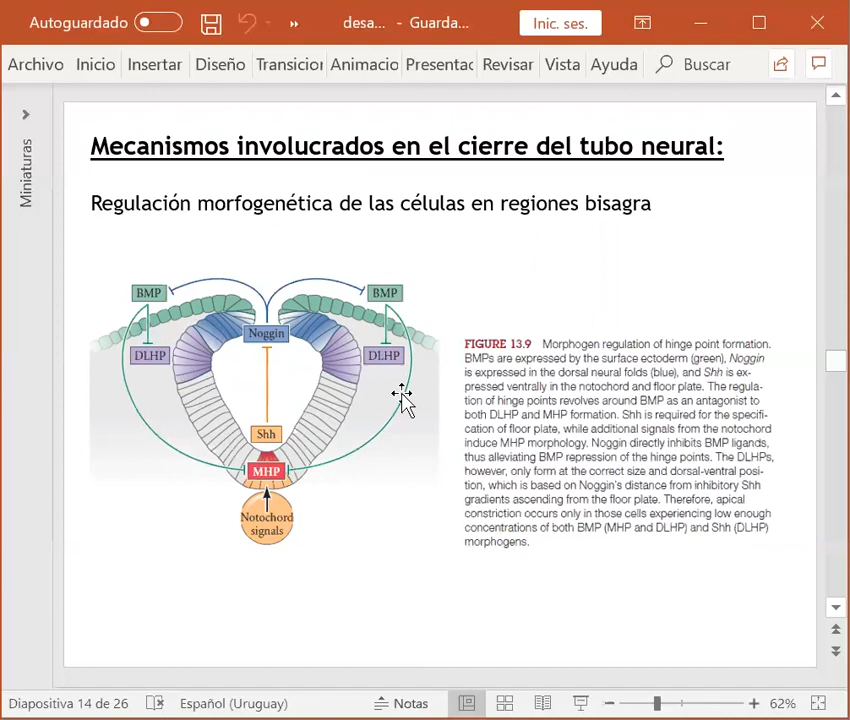 Autoguardado
desa... - Guarda...
Inic. ses.
Archivo Inicio Insertar Diseño Transicion Animacio Presentac Revisar Vista Ayuda Buscar
Miniaturas
Mecanismos involucrados en el cierre del tubo neural:
Regulación morfogenética de las células en regiones bisagra
BMP
BMP
Noggin
DLHP
DLHP
Shh
MHP
Notochord
signals
FIGURE 13.9 Morphogen regulation of hinge point formation.
BMPs are expressed by the surface ectoderm (green), Noggin
is expressed in the dorsal neural folds (blue), and Shh is ex-
pressed ventrally in the notochord and floor plate. The regula-
tion of hinge points revolves around BMP as an antagonist to
both DLHP and MHP formation. Shh is required for the specifi-
cation of floor plate, while additional signals from the notochord
induce MHP morphology. Noggin directly inhibits BMP ligands,
thus alleviating BMP repression of the hinge points. The DLHPs,
however, only form at the correct size and dorsal-ventral posi-
tion, which is based on Noggin's distance from inhibitory Shh
gradients ascending from the floor plate. Therefore, apical
constriction occurs only in those cells experiencing low enough
concentrations of both BMP (MHP and DLHP) and Shh (DLHP)
morphogens.
Diapositiva 14 de 26 Español (Uruguay) Notas 62%